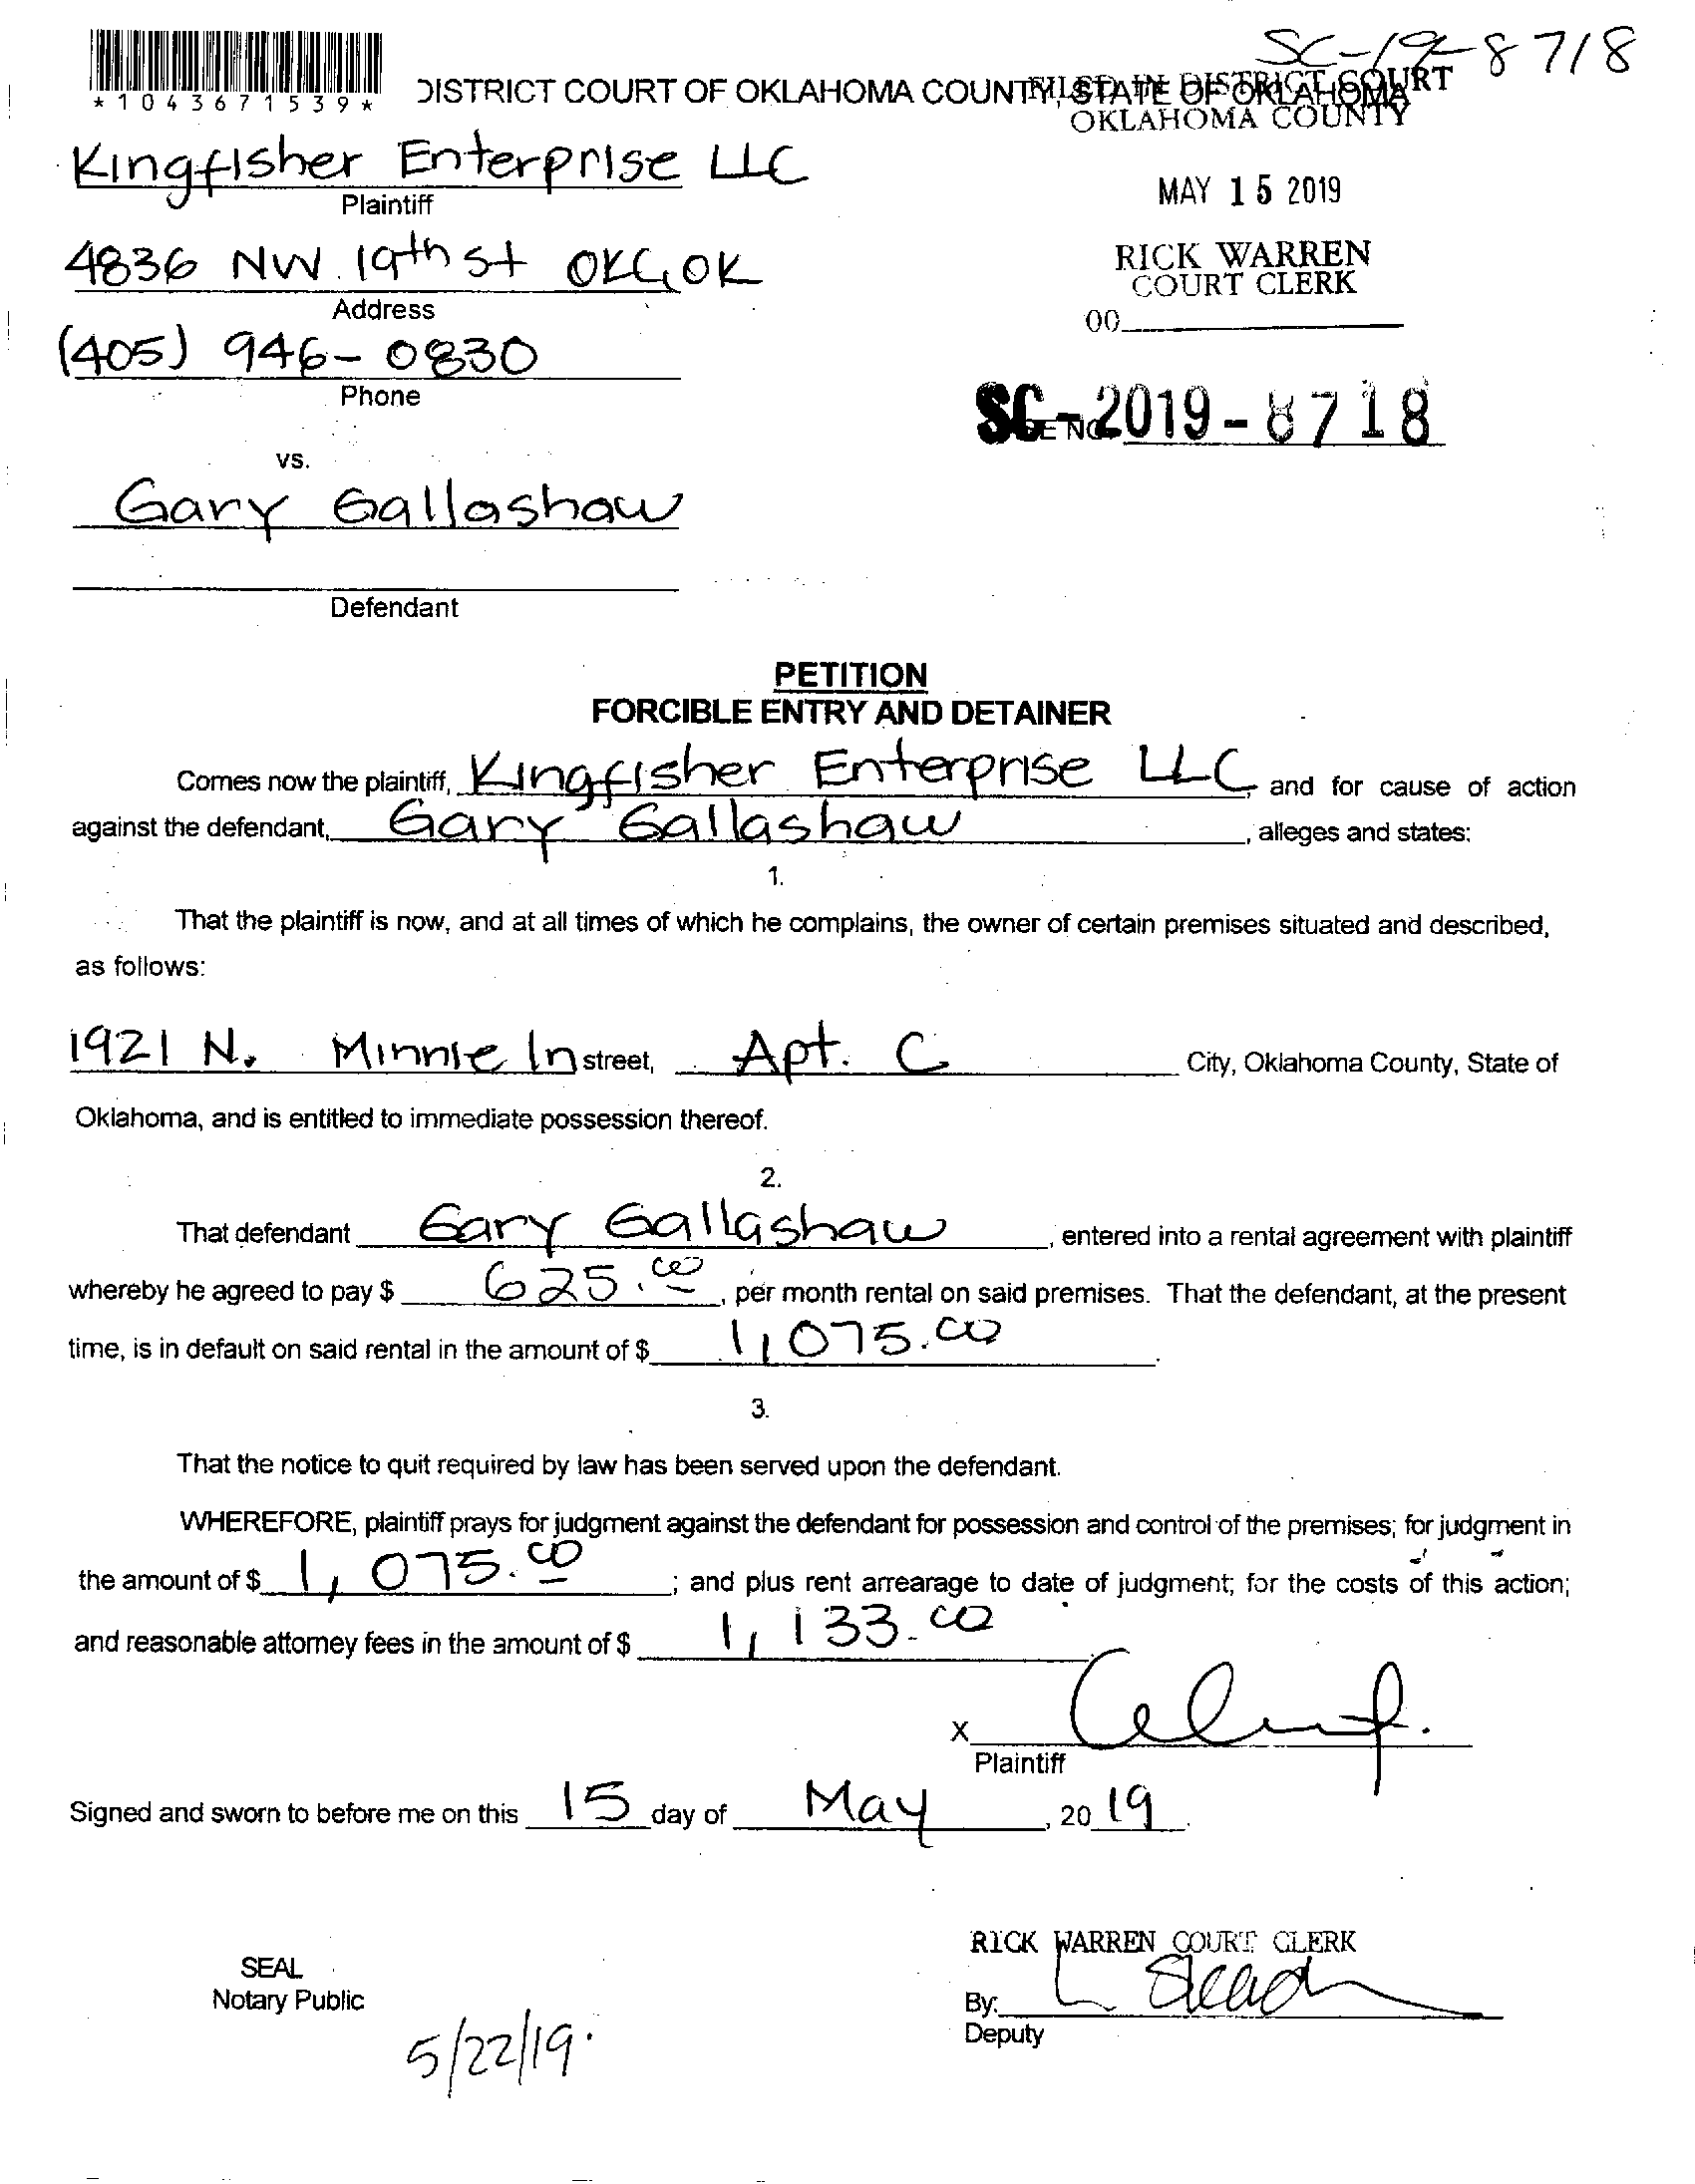 SC-19-8718
*1043671539*
DISTRICT COURT OF OKLAHOMA COUNTY, STATE OF OKLAHOMA
FILED IN DISTRICT COURT
OKLAHOMA COUNTY
Kingfisher Enterprise LLC
Plaintiff
MAY 15 2019
4836 NW 19th St OKC, OK
Address
RICK WARREN
COURT CLERK
00
(405) 946-0830
Phone
SC-2019-8718
vs.
Gary Gallashaw
Defendant
PETITION
FORCIBLE ENTRY AND DETAINER
Comes now the plaintiff, Kingfisher Enterprise LLC, and for cause of action
against the defendant, Gary Gallashaw, alleges and states:
1.
That the plaintiff is now, and at all times of which he complains, the owner of certain premises situated and described,
as follows:
1921 N. Minnie ln street, Apt. C City, Oklahoma County, State of
Oklahoma, and is entitled to immediate possession thereof.
2.
That defendant Gary Gallashaw, entered into a rental agreement with plaintiff
whereby he agreed to pay $ 625.00, per month rental on said premises. That the defendant, at the present
time, is in default on said rental in the amount of $ 1,075.00.
3.
That the notice to quit required by law has been served upon the defendant.
WHEREFORE, plaintiff prays for judgment against the defendant for possession and control of the premises; for judgment in
the amount of $ 1,075.00; and plus rent arrearage to date of judgment; for the costs of this action;
and reasonable attorney fees in the amount of $ 1,133.00.
X
Plaintiff
Signed and sworn to before me on this 15 day of May, 20 19.
RICK WARREN COURT CLERK
SEAL
Notary Public
By:
Deputy
5/22/19.